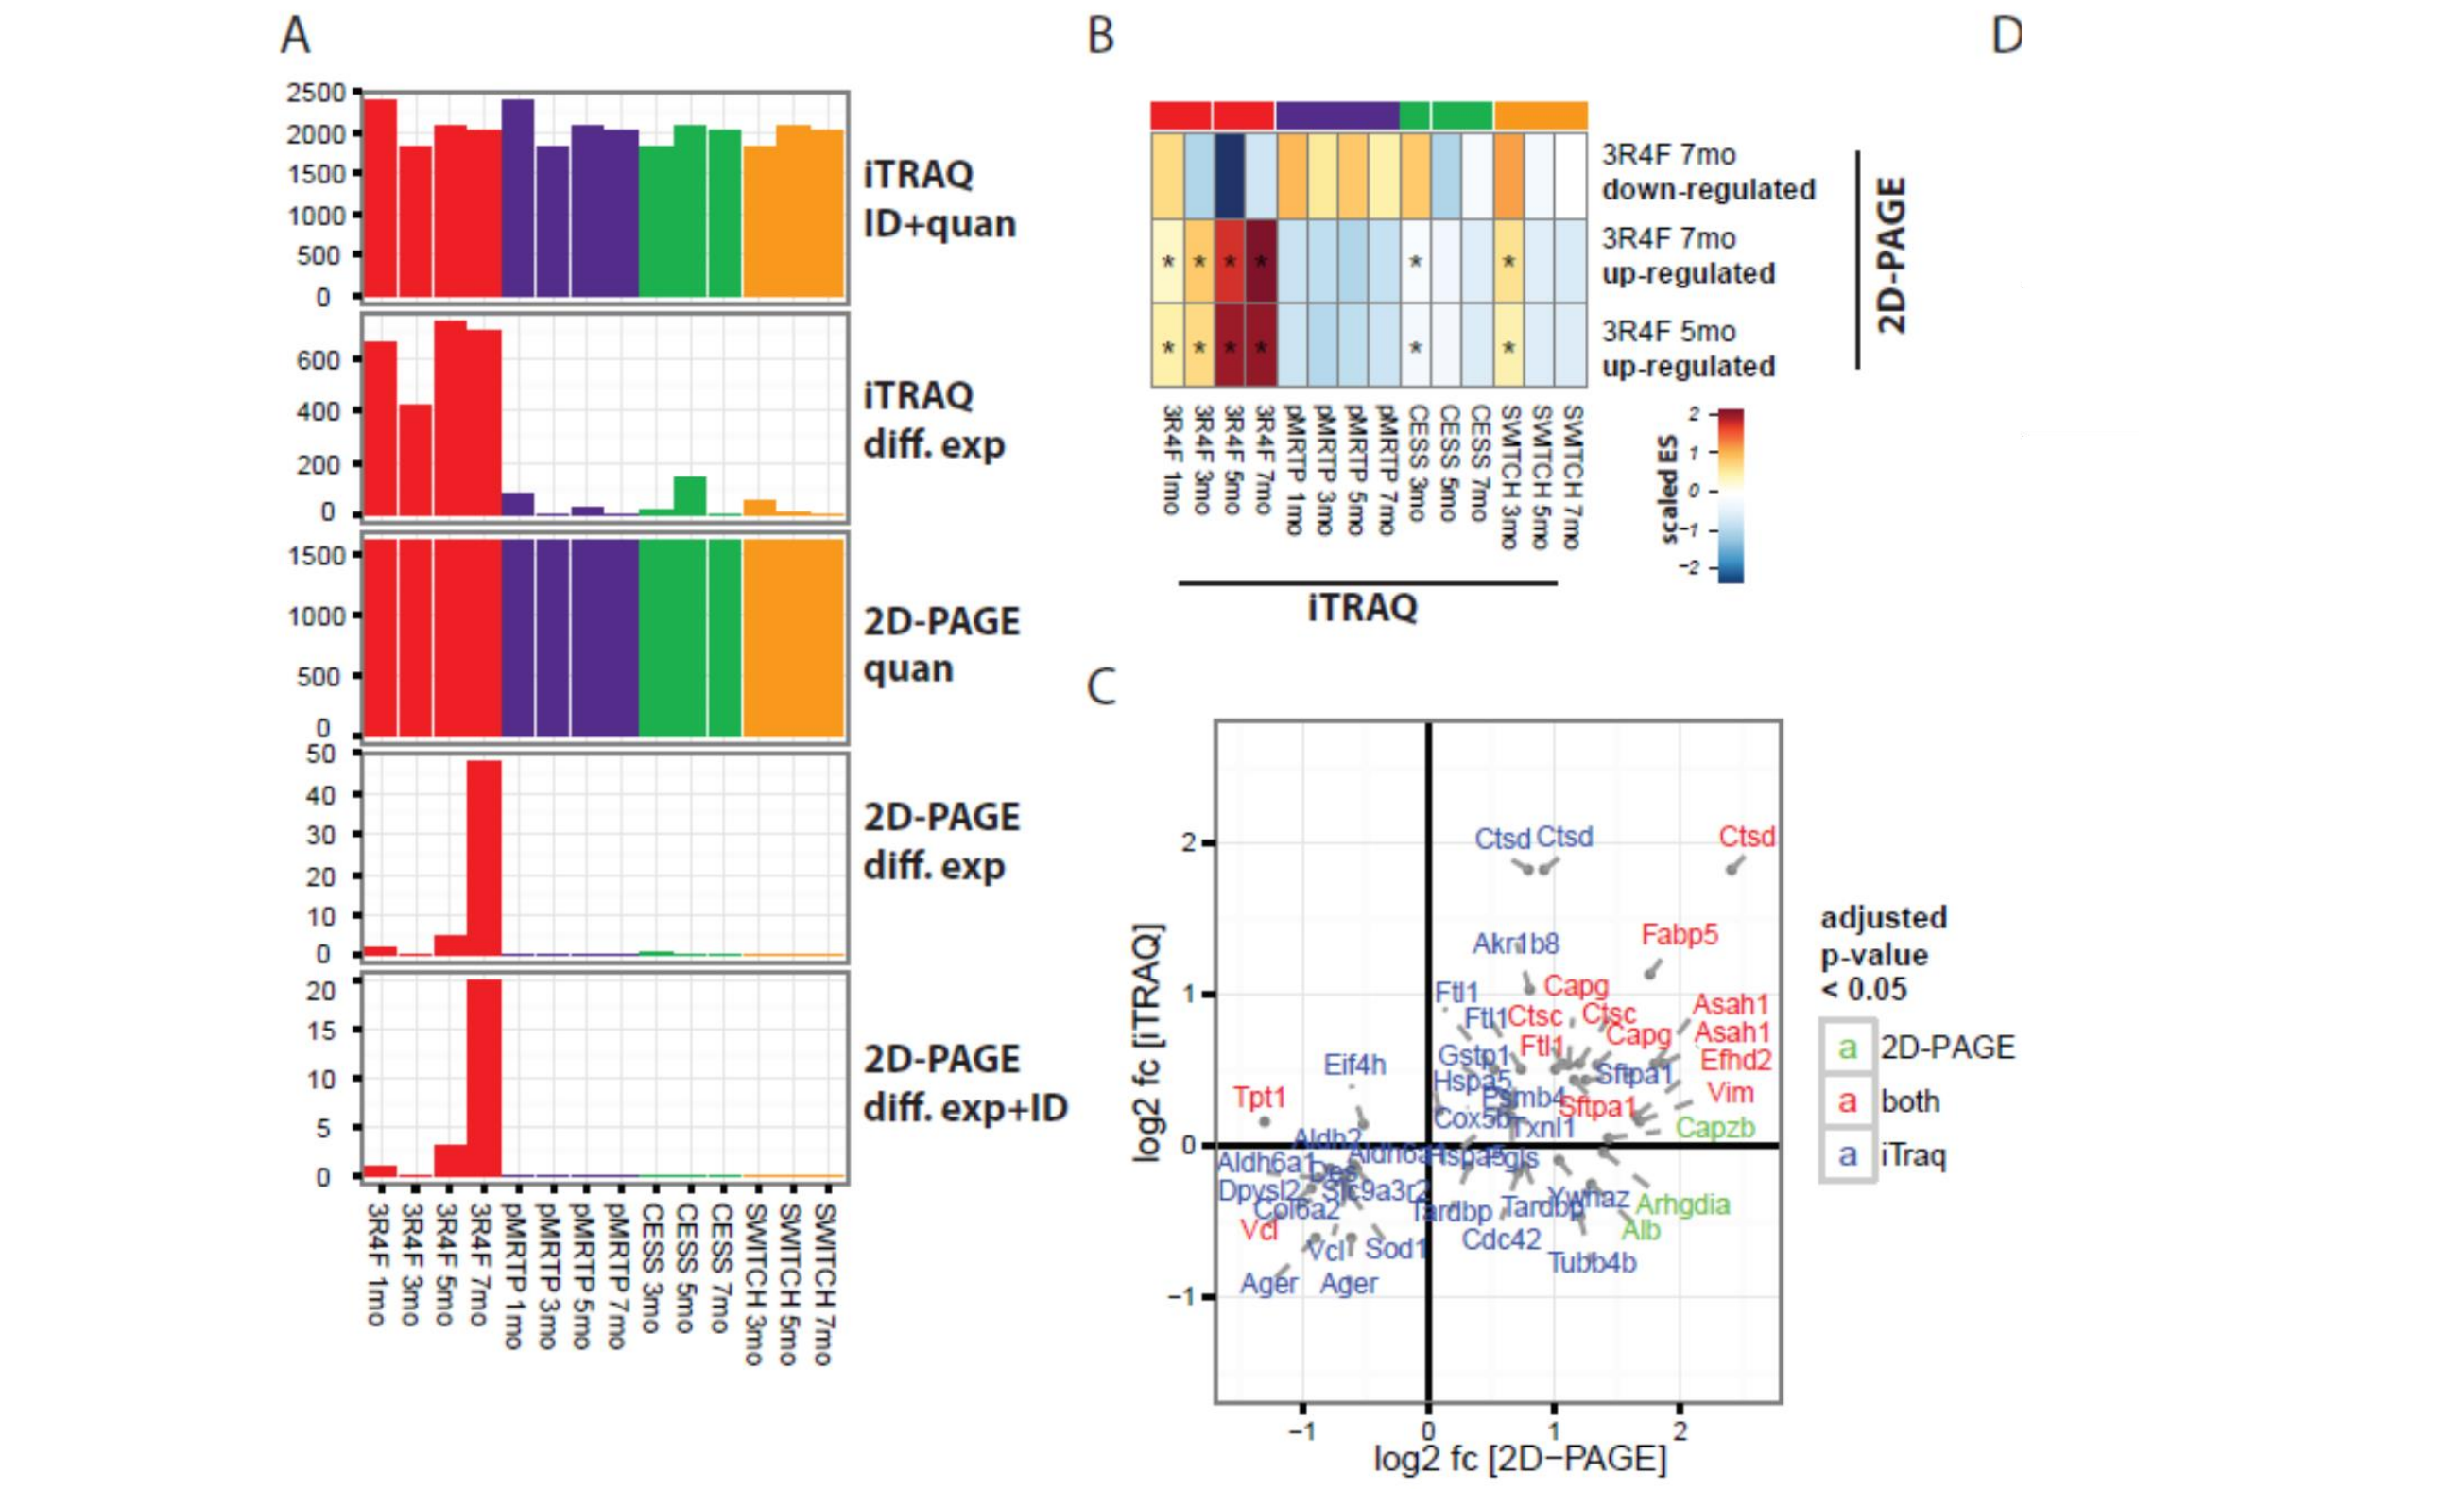 A
2500
2000
1500
1000
500
0
iTRAQ
ID+quan
600
400
200
0
iTRAQ
diff. exp
1500
1000
500
0
2D-PAGE
quan
50
40
30
20
10
0
2D-PAGE
diff. exp
20
15
10
5
0
2D-PAGE
diff. exp+ID
3R4F 1mo
3R4F 3mo
3R4F 5mo
3R4F 7mo
pMRTP 1mo
pMRTP 3mo
pMRTP 5mo
pMRTP 7mo
CESS 3mo
CESS 5mo
CESS 7mo
SWITCH 3mo
SWITCH 5mo
SWITCH 7mo
B
3R4F 7mo
down-regulated
* * * * * *
3R4F 7mo
up-regulated
* * * * * *
3R4F 5mo
up-regulated
2D-PAGE
3R4F 1mo
3R4F 3mo
3R4F 5mo
3R4F 7mo
pMRTP 1mo
pMRTP 3mo
pMRTP 5mo
pMRTP 7mo
CESS 3mo
CESS 5mo
CESS 7mo
SWITCH 3mo
SWITCH 5mo
SWITCH 7mo
iTRAQ
scaled ES
2
1
0
-1
-2
C
log2 fc [iTRAQ]
2
1
0
−1
Ctsd Ctsd
Ctsd
Akr1b8
Fabp5
Ftl1
Capg
Ftl1
Ctsc
Ctsc
Asah1
Capg
Asah1
Gstp1
Ftl1
Eif4h
Efhd2
Hspa5
Sftpa1
Tpt1
Psmb4
Sftpa1
Vim
Cox5b
Txnl1
Capzb
Aldh2
Aldh6a1
Des
Aldh6a1
Hspa5
Pgls
Dpysl2
Slc9a3r2
Col6a2
Tardbp
Tardbp
Ywhaz
Arhgdia
Vcl
Vcl
Sod1
Cdc42
Alb
Tubb4b
Ager
Ager
−1
0
1
2
log2 fc [2D−PAGE]
adjusted
p-value
< 0.05
a 2D-PAGE
a both
a iTraq
D